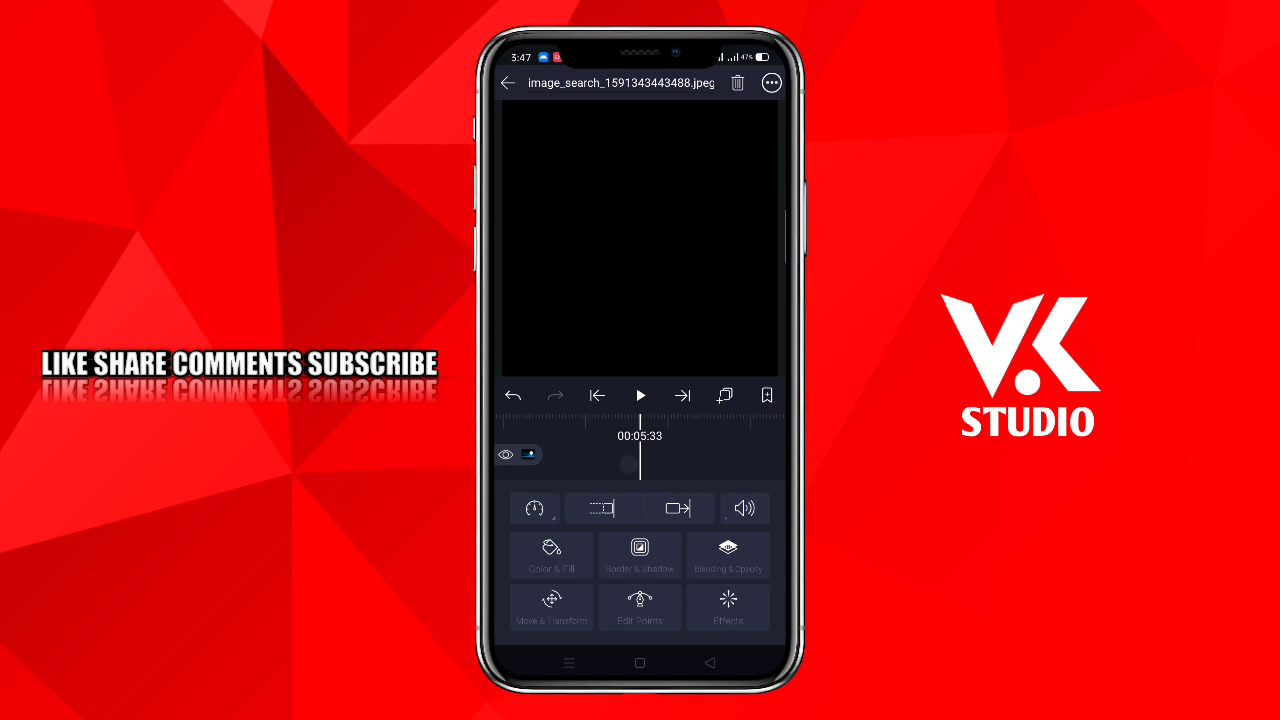 3:47
47%
image_search_1591343443488.jpeg
00:05:33
LIKE SHARE COMMENTS SUBSCRIBE
VK
STUDIO
Color & Fill
Border & Shadow
Blending & Opacity
Move & Transform
Edit Points
Effects